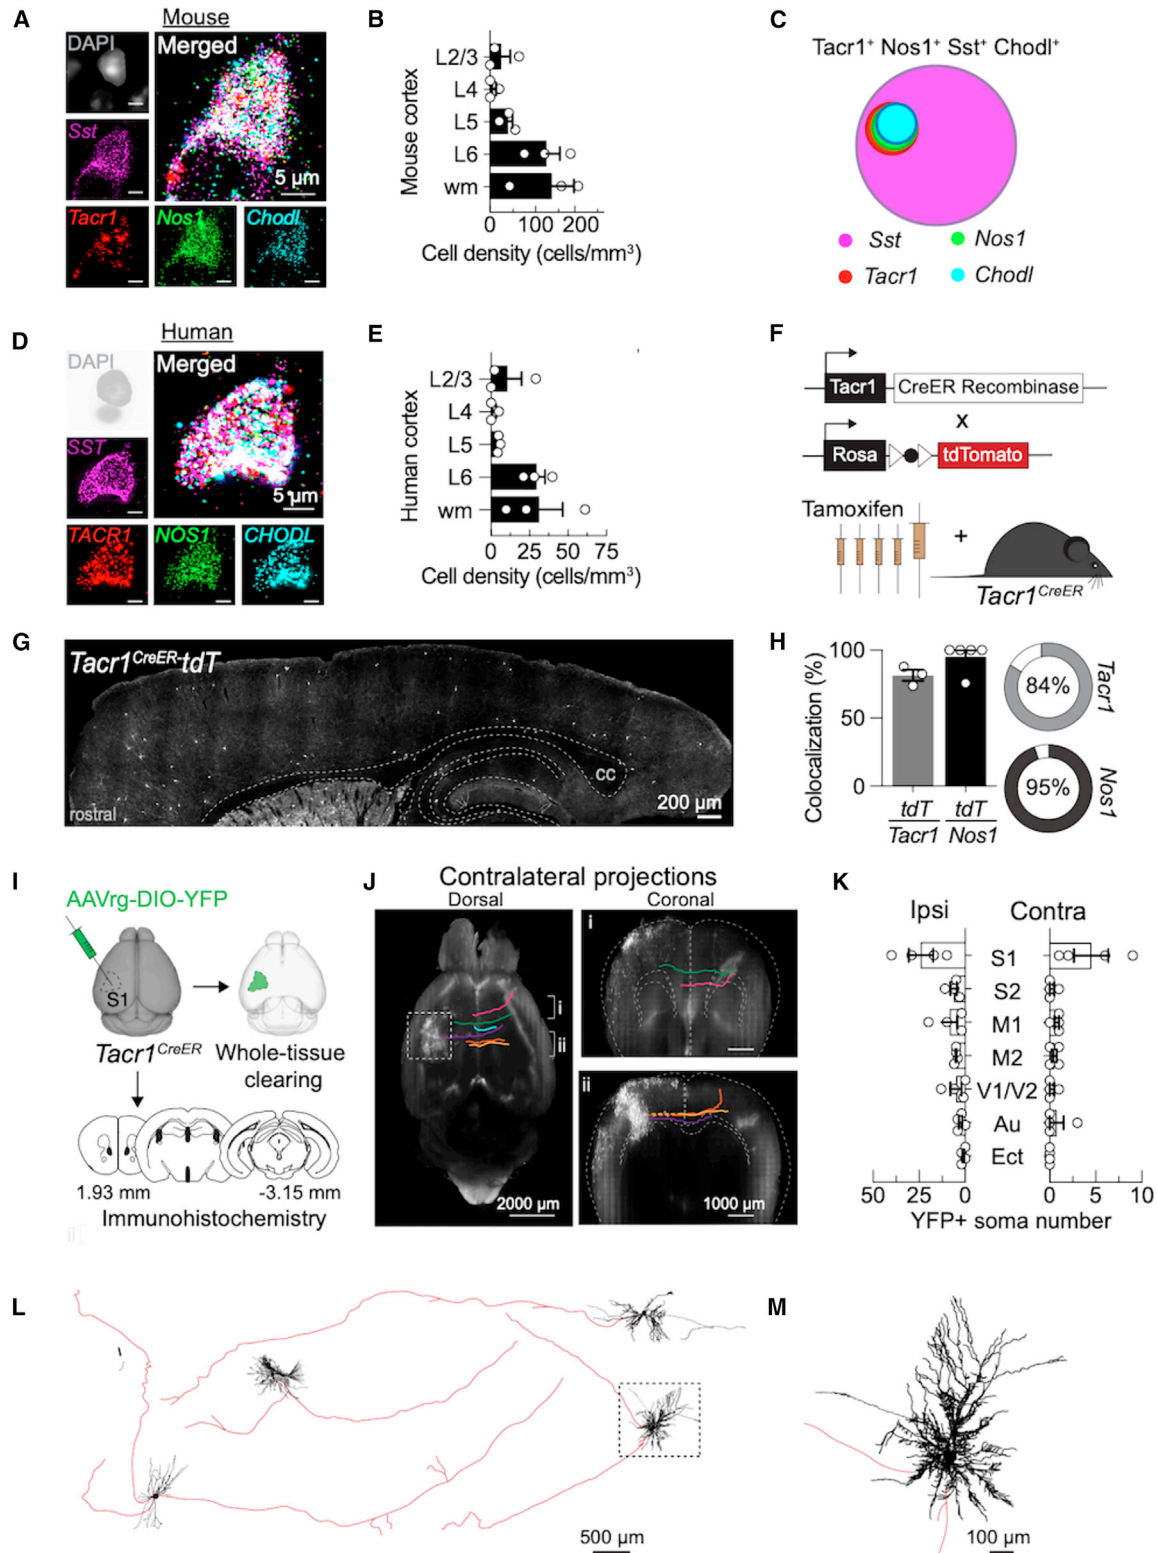 A
Mouse
DAPI
Merged
Sst
5 µm
Tacr1
Nos1
Chodl
B
Mouse cortex
L2/3
L4
L5
L6
wm
0
100
200
Cell density (cells/mm³)
C
Tacr1⁺ Nos1⁺ Sst⁺ Chodl⁺
Sst
Nos1
Tacr1
Chodl
D
Human
DAPI
Merged
SST
5 µm
TACR1
NOS1
CHODL
E
Human cortex
L2/3
L4
L5
L6
wm
0
25
50
75
Cell density (cells/mm³)
F
Tacr1
CreER Recombinase
X
Rosa
tdTomato
Tamoxifen
+
Tacr1ᶜʳᵉᴱᴿ
G
Tacr1ᶜʳᵉᴱᴿ-tdT
cc
rostral
200 µm
H
Colocalization (%)
100
50
0
tdT
Tacr1
tdT
Nos1
84%
Tacr1
95%
Nos1
I
AAVrg-DIO-YFP
S1
Tacr1ᶜʳᵉᴱᴿ
Whole-tissue
clearing
1.93 mm
-3.15 mm
Immunohistochemistry
ii
J
Contralateral projections
Dorsal
Coronal
i
ii
2000 µm
i
ii
1000 µm
K
Ipsi
Contra
S1
S2
M1
M2
V1/V2
Au
Ect
50
25
0
0
5
10
YFP+ soma number
L
500 µm
M
100 µm